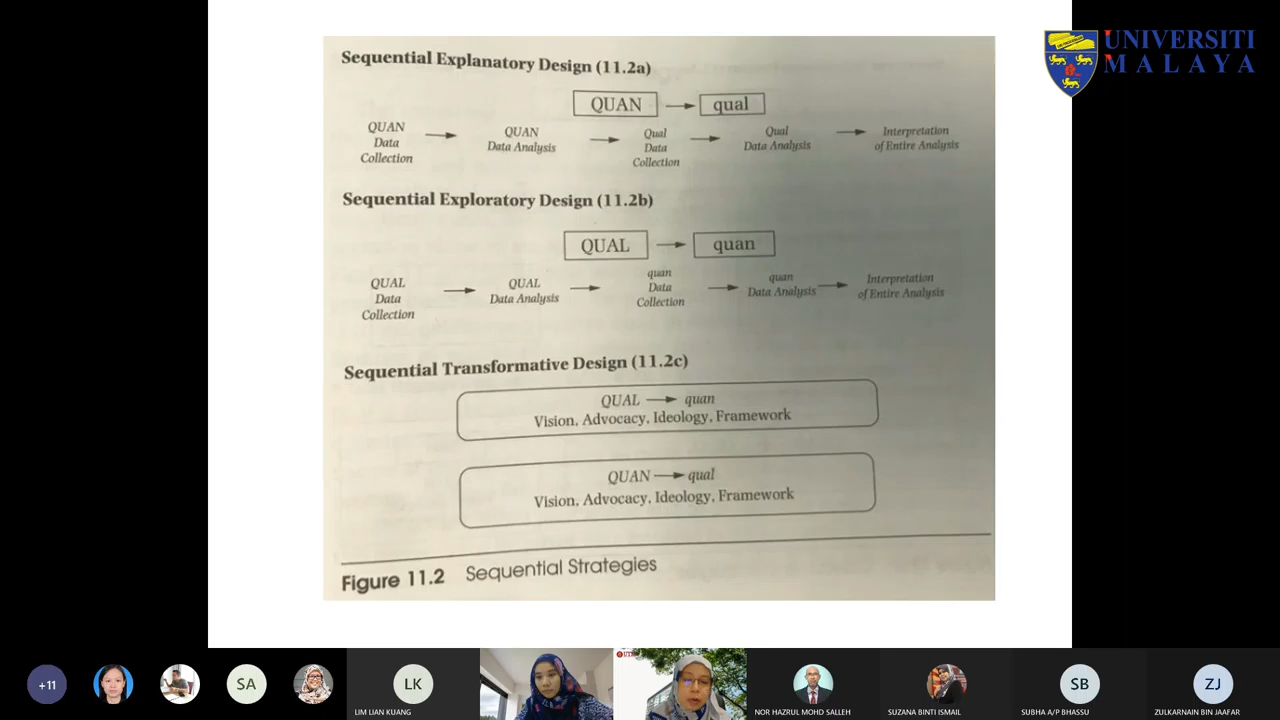 UNIVERSITI
MALAYA
Sequential Explanatory Design (11.2a)
QUAN → qual
QUAN
Data
Collection
→
QUAN
Data Analysis
→
Qual
Data
Collection
→
Qual
Data Analysis
→
Interpretation
of Entire Analysis
Sequential Exploratory Design (11.2b)
QUAL → quan
QUAL
Data
Collection
→
QUAL
Data Analysis
→
quan
Data
Collection
→
quan
Data Analysis
→
Interpretation
of Entire Analysis
Sequential Transformative Design (11.2c)
QUAL → quan
Vision, Advocacy, Ideology, Framework
QUAN → qual
Vision, Advocacy, Ideology, Framework
Figure 11.2 Sequential Strategies
+11
SA
LK
LIM LIAN KUANG
NOR HAZRUL MOHD SALLEH
SUZANA BINTI ISMAIL
SB
SUBHA A/P BHASSU
ZJ
ZULKARNAIN BIN JAAFAR